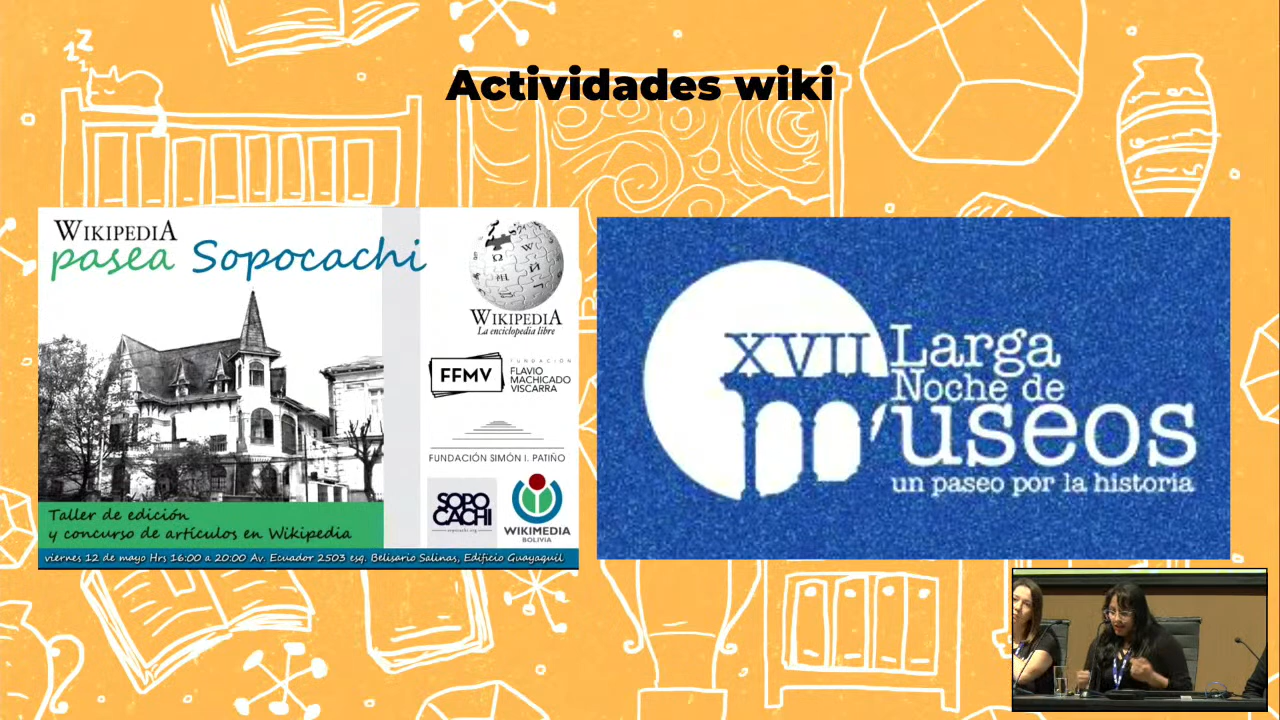 Actividades wiki
WIKIPEDIA
pasea Sopocachi
WIKIPEDIA
La enciclopedia libre
FFMV
FUNDACIÓN
FLAVIO
MACHICADO
VISCARRA
FUNDACIÓN SIMÓN I. PATIÑO
SOPO
CACHI
sopocachi.org
WIKIMEDIA
BOLIVIA
Taller de edición
y concurso de artículos en Wikipedia
viernes 12 de mayo Hrs 16:00 a 20:00 Av. Ecuador 2503 esq. Belisario Salinas, Edificio Guayaquil
XVII Larga
Noche de
museos
un paseo por la historia